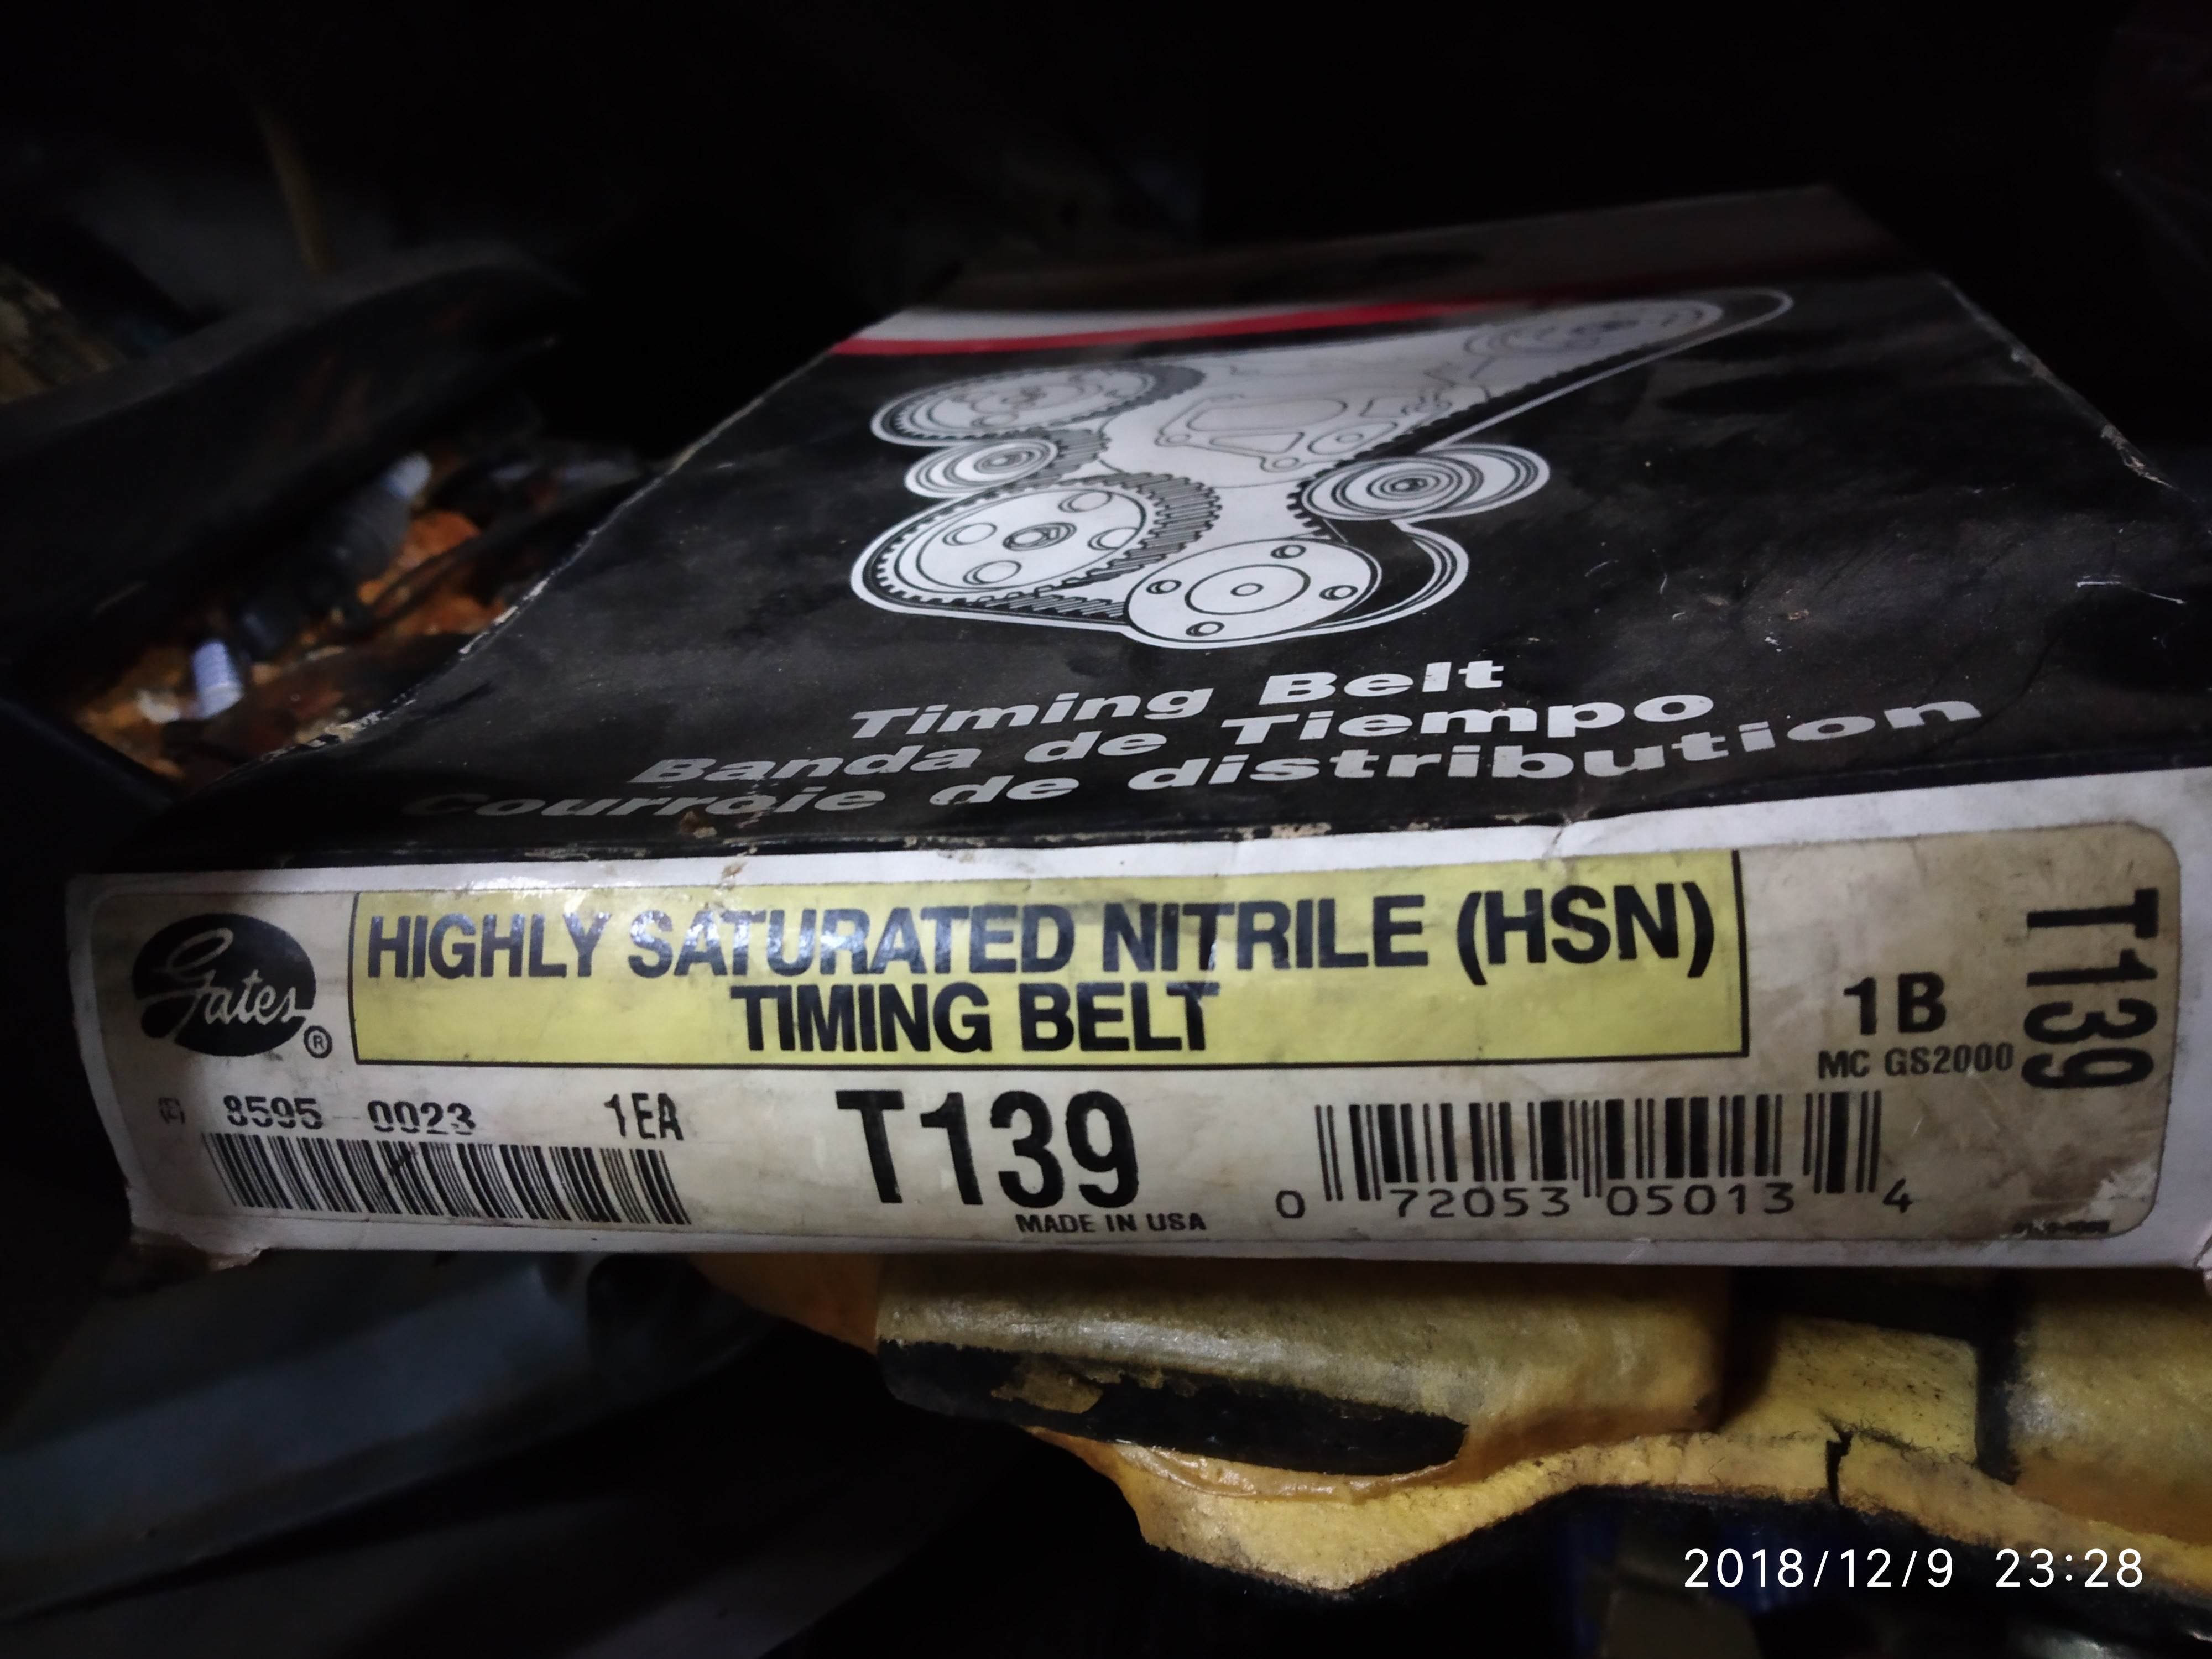 Timing Belt
Banda de Tiempo
Courroie de distribution
Gates®
HIGHLY SATURATED NITRILE (HSN)
TIMING BELT
1B
MC GS2000
T139
(E) 8595 0023 1EA
T139
MADE IN USA
0 72053 05013 4
2018/12/9 23:28